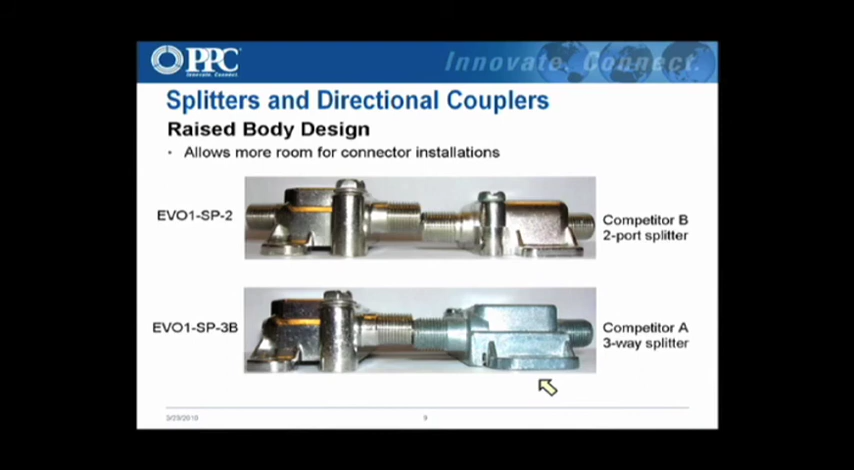 PPC
Innovate. Connect.
Innovate. Connect.
Splitters and Directional Couplers
Raised Body Design
• Allows more room for connector installations
EVO1-SP-2
Competitor B
2-port splitter
EVO1-SP-3B
Competitor A
3-way splitter
3/23/2010
9